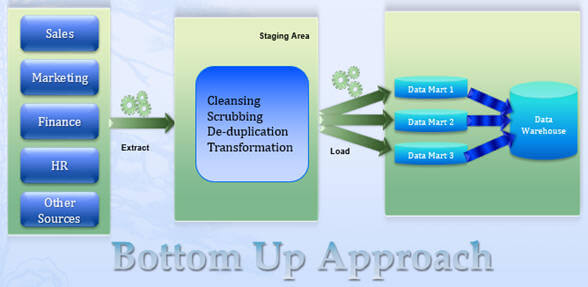 Sales
Marketing
Finance
HR
Other
Sources
Extract
Staging Area
Cleansing
Scrubbing
De-duplication
Transformation
Load
Data Mart 1
Data Mart 2
Data Mart 3
Data
Warehouse
Bottom Up Approach